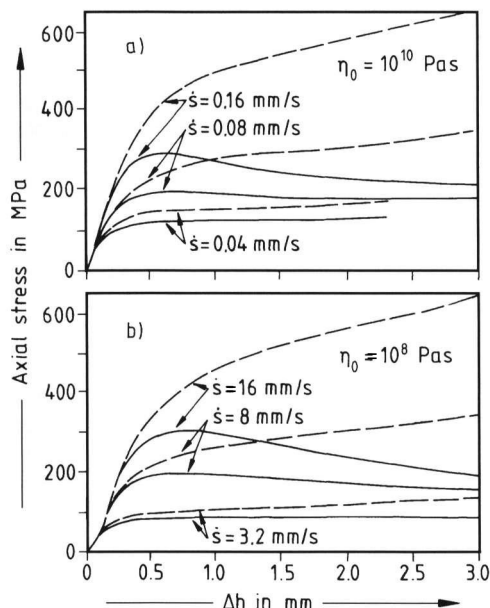 600
a)
η₀ = 10¹⁰ Pas
ṡ=0,16 mm/s
400
ṡ=0,08 mm/s
200
ṡ=0,04 mm/s
0
Axial stress in MPa
600
b)
η₀ = 10⁸ Pas
400
ṡ=16 mm/s
ṡ=8 mm/s
200
ṡ=3,2 mm/s
0
0 0.5 1.0 1.5 2.0 2.5 3.0
Δh in mm